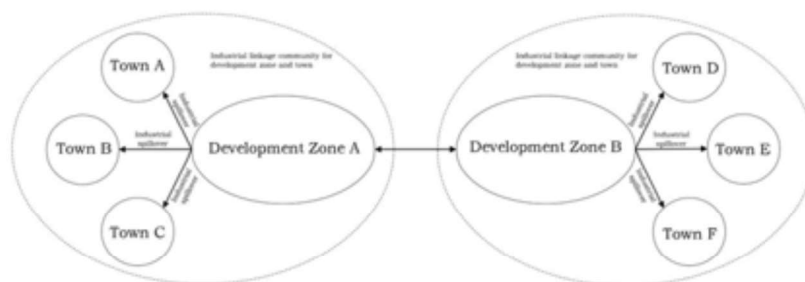 Industrial linkage community for
development zone and town
Town A
Industrial
spillover
Town B
Industrial
spillover
Development Zone A
Industrial
spillover
Town C
Industrial linkage community for
development zone and town
Town D
Industrial
spillover
Development Zone B
Industrial
spillover
Town E
Industrial
spillover
Town F